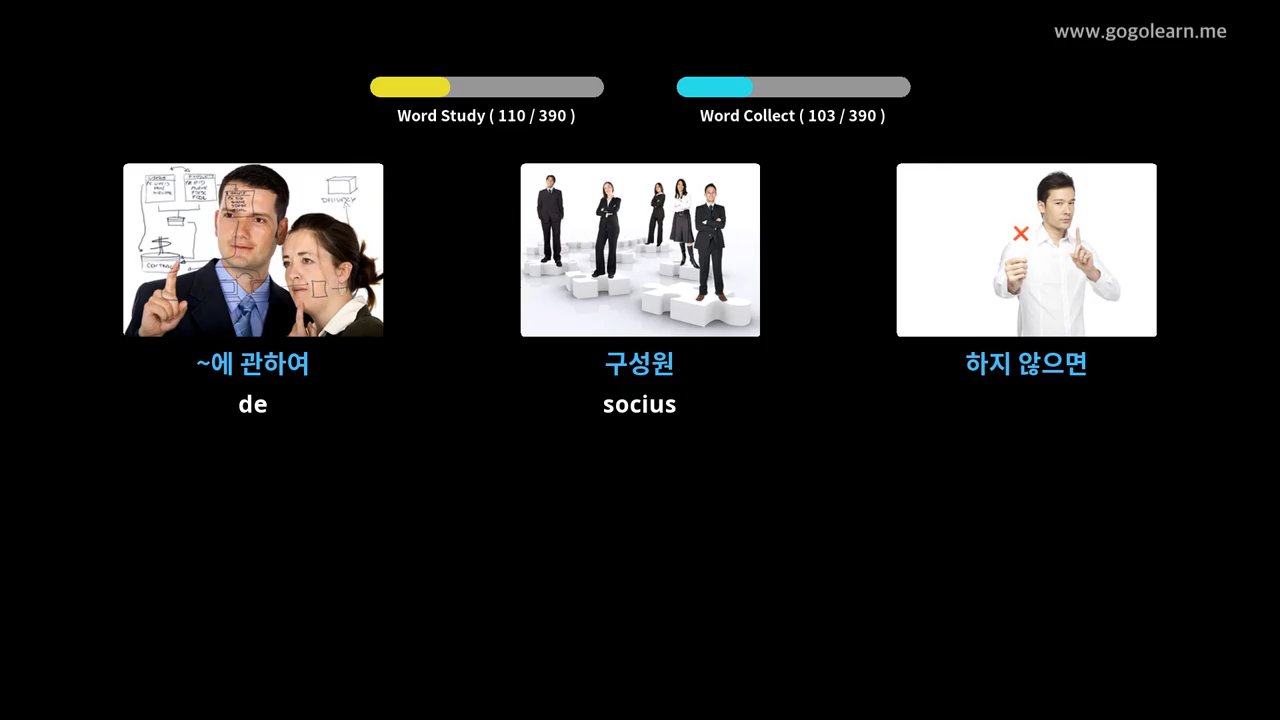 www.gogolearn.me
Word Study ( 110 / 390 )
Word Collect ( 103 / 390 )
DELIVERY
~에 관하여
구성원
하지 않으면
de
socius